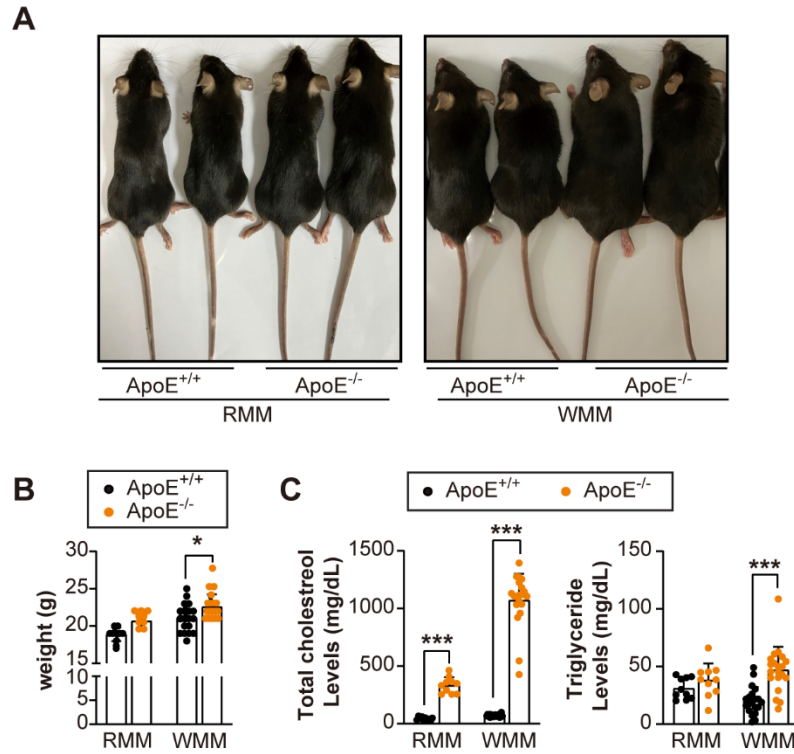 A
ApoE+/+ ApoE-/- ApoE+/+ ApoE-/-
RMM WMM
B
ApoE+/+
ApoE-/-
weight (g)
30
25
20
15
10
5
0
*
RMM WMM
C
ApoE+/+ ApoE-/-
Total cholestreol
Levels (mg/dL)
1500
1000
500
0
***
***
RMM WMM
Triglyceride
Levels (mg/dL)
150
100
50
0
***
RMM WMM